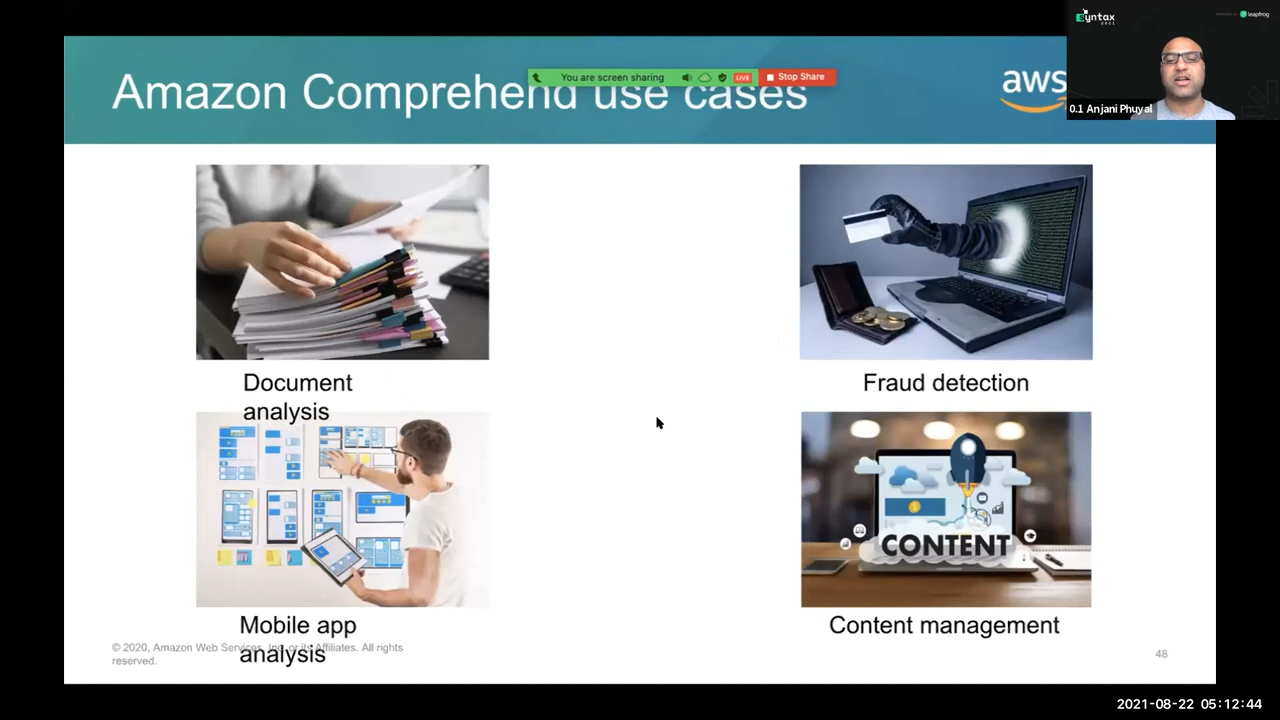 Syntax
leapfrog
You are screen sharing
LIVE
Stop Share
Amazon Comprehend use cases
aws
0.1 Anjani Phuyal
Document
analysis
Fraud detection
CONTENT
Mobile app
analysis
Content management
© 2020, Amazon Web Services, Inc. or its Affiliates. All rights
reserved.
48
2021-08-22 05:12:44